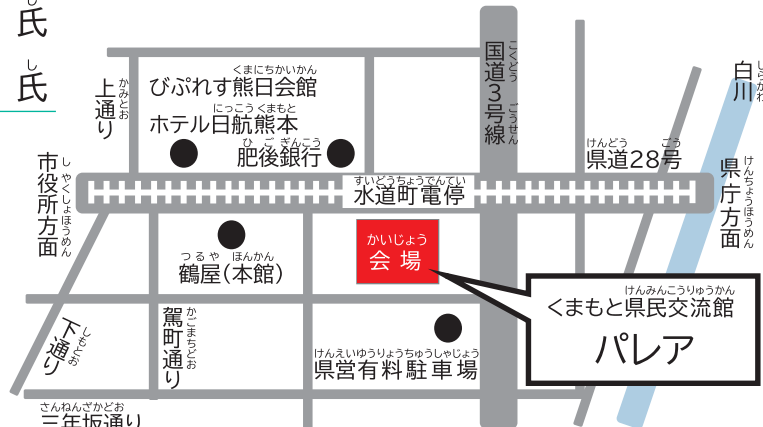 氏
し
氏
かみとお
上通り
くまにちかいかん
びぷれす熊日会館
にっこうくまもと
ホテル日航熊本
ひごぎんこう
肥後銀行
こくどう ごうせん
国道3号線
けんどう ごう
県道28号
しらかわ
白川
しやくしょほうめん
市役所方面
すいどうちょうでんてい
水道町電停
けんちょうほうめん
県庁方面
つるや ほんかん
鶴屋(本館)
かいじょう
会場
けんみんこうりゅうかん
くまもと県民交流館
パレア
しもとお
下通り
かごまちどお
駕町通り
けんえいゆうりょうちゅうしゃじょう
県営有料駐車場
さんねんざかどお
三年坂通り